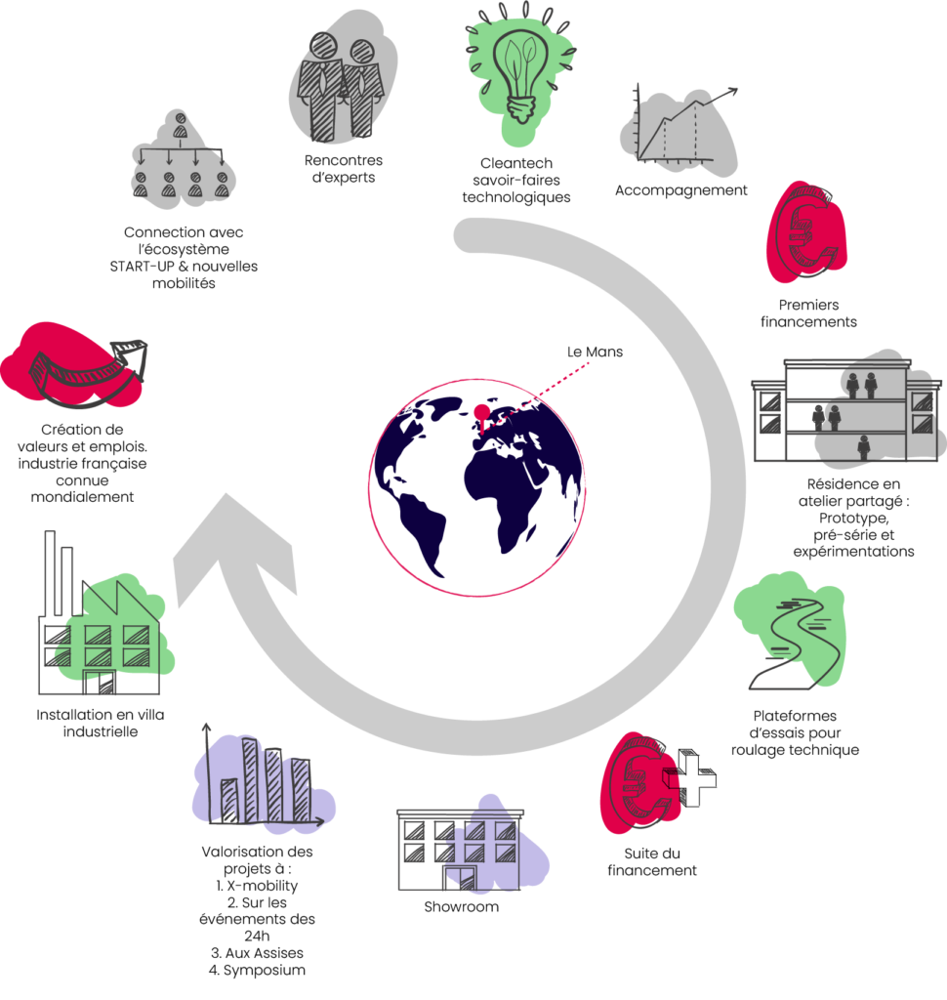 Rencontres
d'experts
Cleantech
savoir-faires
technologiques
Accompagnement
Connection avec
l'écosystème
START-UP & nouvelles
mobilités
Premiers
financements
Le Mans
Création de
valeurs et emplois.
industrie française
connue
mondialement
Résidence en
atelier partagé :
Prototype,
pré-série et
expérimentations
Installation en villa
industrielle
Plateformes
d'essais pour
roulage technique
Suite du
financement
Valorisation des
projets à :
1. X-mobility
2. Sur les
événements des
24h
3. Aux Assises
4. Symposium
Showroom